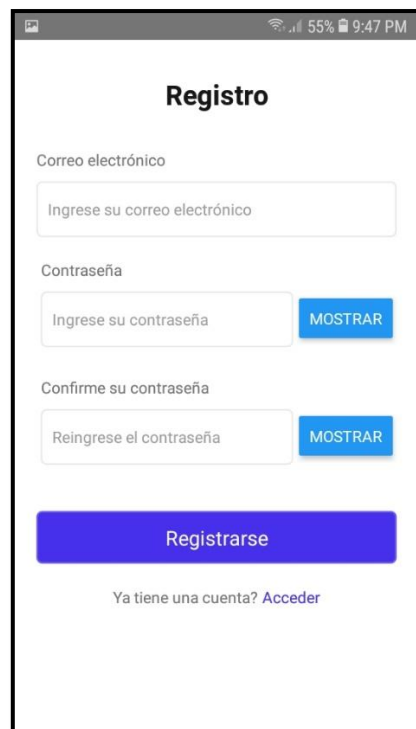 55% 9:47 PM
Registro
Correo electrónico
Ingrese su correo electrónico
Contraseña
Ingrese su contraseña MOSTRAR
Confirme su contraseña
Reingrese el contraseña MOSTRAR
Registrarse
Ya tiene una cuenta? Acceder